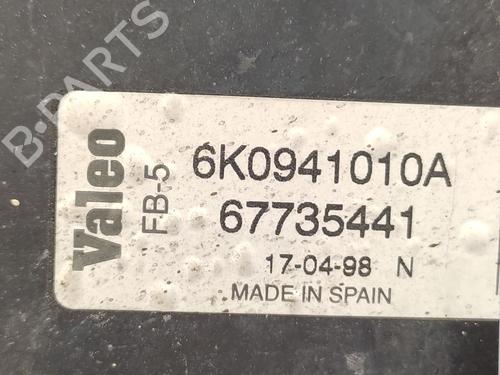 B-PARTS
Valeo
FB-5
6K0941010A
67735441
17-04-98 N
MADE IN SPAIN